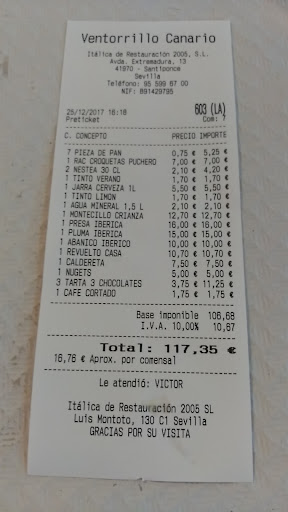 Ventorrillo Canario
Itálica de Restauración 2005, S.L.
Avda. Extremadura, 13
41970 - Santiponce
Sevilla
Teléfono: 95 599 67 00
NIF: B91429795
25/12/2017 16:18 603 (LA)
Preticket Com: 7
C. CONCEPTO PRECIO IMPORTE
7 PIEZA DE PAN 0,75 € 5,25 €
1 RAC CROQUETAS PUCHERO 7,00 € 7,00 €
2 NESTEA 30 CL 2,10 € 4,20 €
1 TINTO VERANO 1,70 € 1,70 €
1 JARRA CERVEZA 1L 5,50 € 5,50 €
1 TINTO LIMON 1,70 € 1,70 €
1 AGUA MINERAL 1,5 L 2,10 € 2,10 €
1 MONTECILLO CRIANZA 12,70 € 12,70 €
1 PRESA IBERICA 16,00 € 16,00 €
1 PLUMA IBERICA 15,00 € 15,00 €
1 ABANICO IBERICO 10,00 € 10,00 €
1 REVUELTO CASA 10,70 € 10,70 €
1 CALDERETA 7,50 € 7,50 €
1 NUGETS 5,00 € 5,00 €
3 TARTA 3 CHOCOLATES 3,75 € 11,25 €
1 CAFE CORTADO 1,75 € 1,75 €
Base imponible 106,68
I.V.A. 10,00% 10,67
Total: 117,35 €
16,76 € Aprox. por comensal
Le atendió: VICTOR
Itálica de Restauración 2005 SL
Luis Montoto, 130 C1 Sevilla
GRACIAS POR SU VISITA